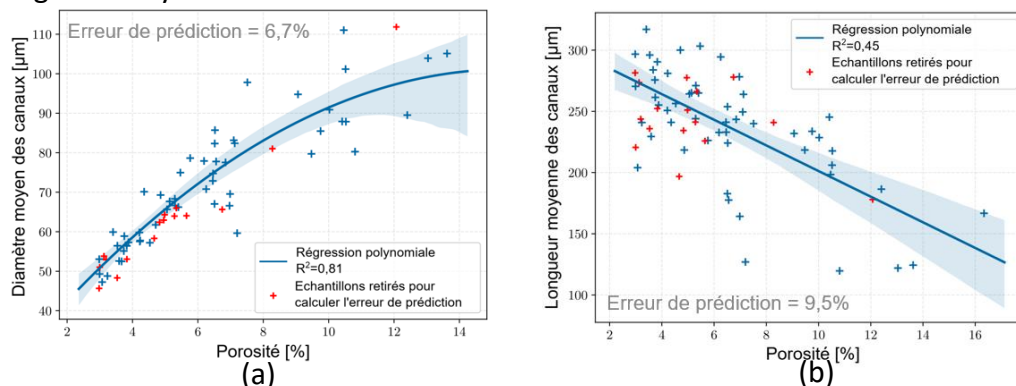 Erreur de prédiction = 6,7%
Diamètre moyen des canaux [µm]
110
100
90
80
70
60
50
40
Régression polynomiale
R²=0,81
Echantillons retirés pour
calculer l'erreur de prédiction
2 4 6 8 10 12 14
Porosité [%]
(a)
Longueur moyenne des canaux [µm]
300
250
200
150
100
Régression polynomiale
R²=0,45
Echantillons retirés pour
calculer l'erreur de prédiction
Erreur de prédiction = 9,5%
2 4 6 8 10 12 14 16
Porosité [%]
(b)